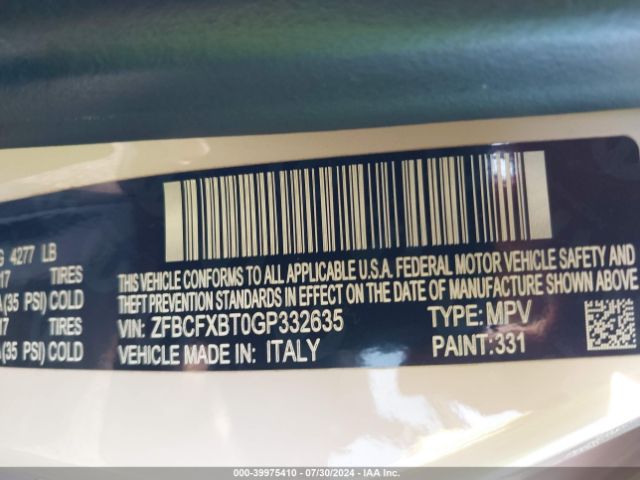 G 4277 LB
THIS VEHICLE CONFORMS TO ALL APPLICABLE U.S.A. FEDERAL MOTOR VEHICLE SAFETY AND
17 TIRES
THEFT PREVENTION STANDARDS IN EFFECT ON THE DATE OF MANUFACTURE SHOWN ABOVE
A(35 PSI) COLD
VIN: ZFBCFXBT0GP332635 TYPE: MPV
17 TIRES
VEHICLE MADE IN: ITALY PAINT:331
A(35 PSI) COLD
000-39975410 | 07/30/2024 | IAA Inc.